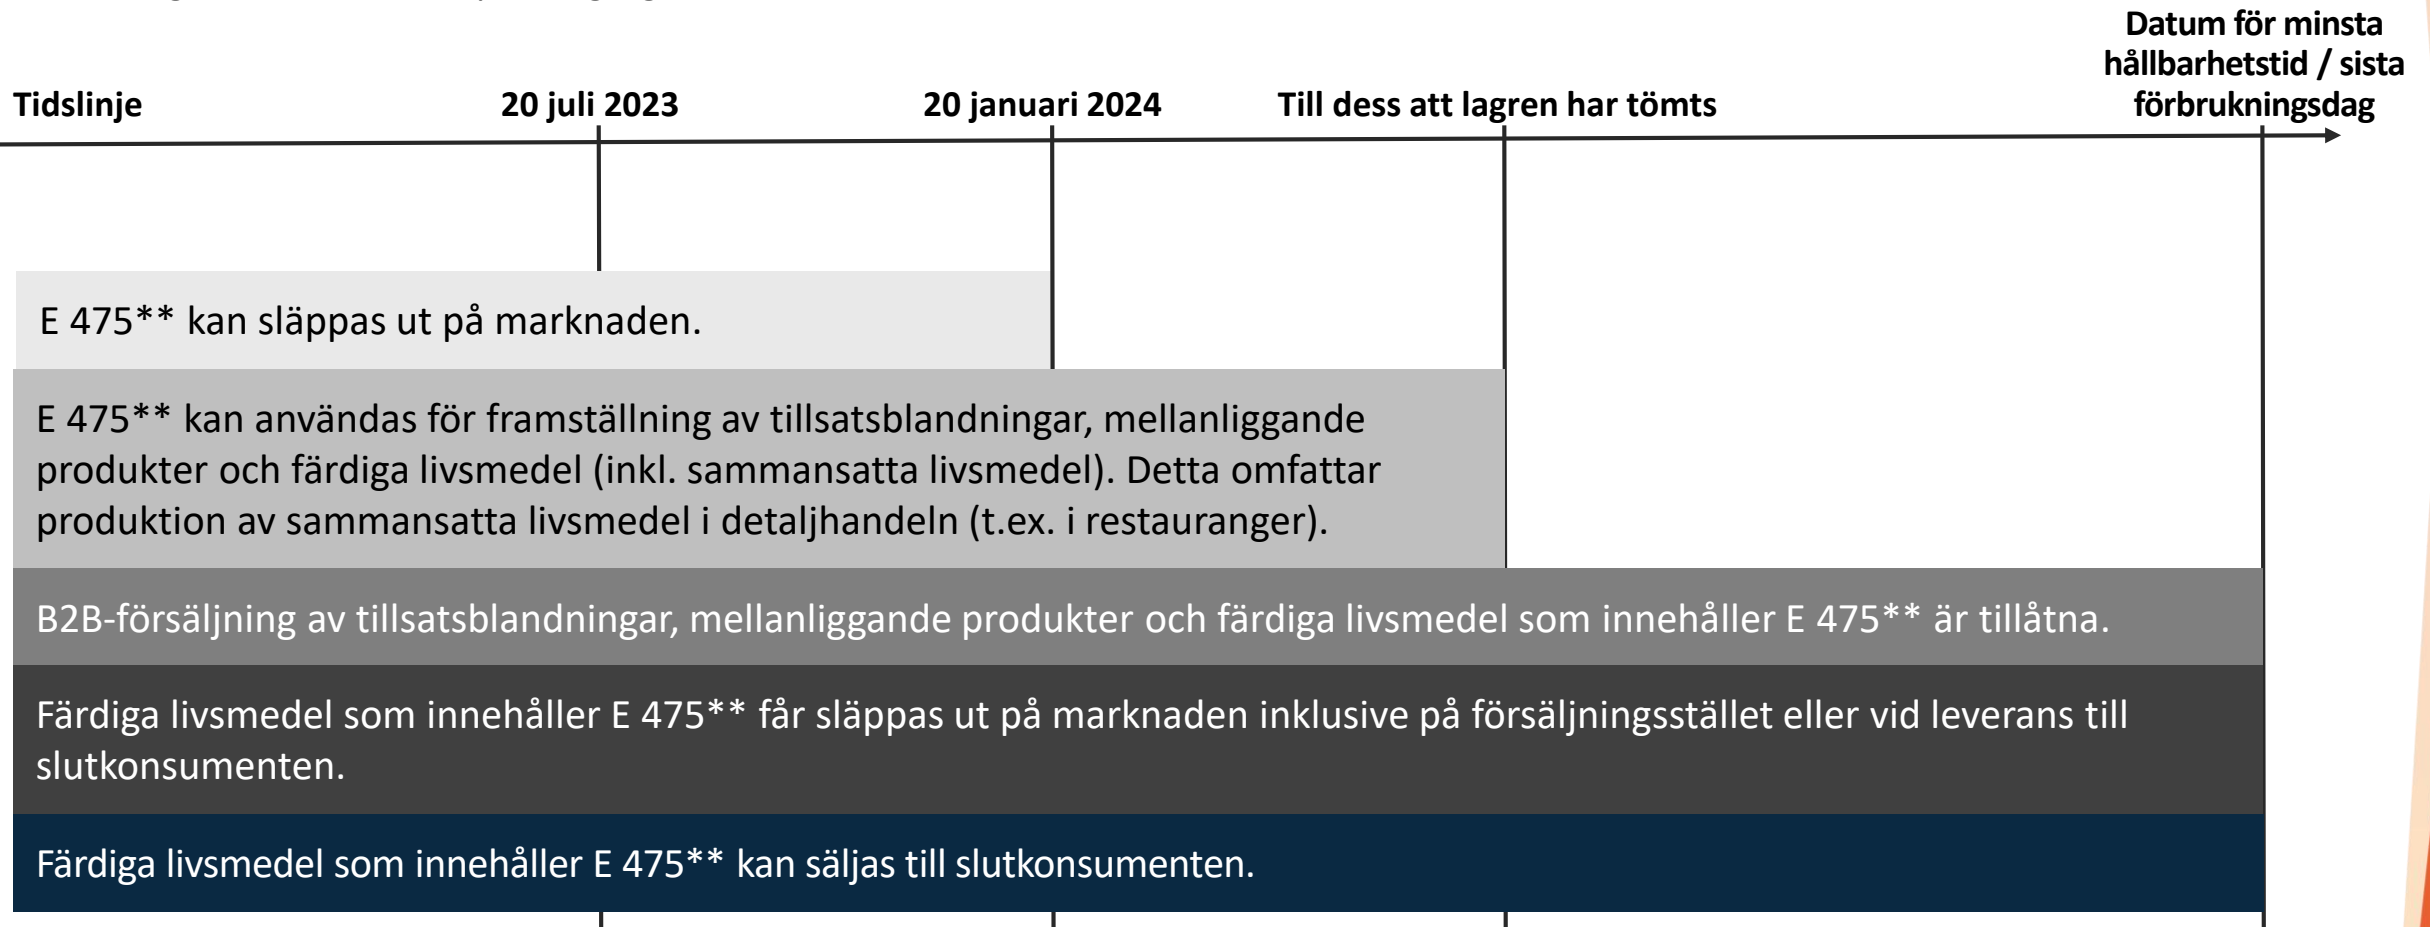 Datum för minsta
hållbarhetstid / sista
förbrukningsdag
Tidslinje
20 juli 2023
20 januari 2024
Till dess att lagren har tömts
E 475** kan släppas ut på marknaden.
E 475** kan användas för framställning av tillsatsblandningar, mellanliggande
produkter och färdiga livsmedel (inkl. sammansatta livsmedel). Detta omfattar
produktion av sammansatta livsmedel i detaljhandeln (t.ex. i restauranger).
B2B-försäljning av tillsatsblandningar, mellanliggande produkter och färdiga livsmedel som innehåller E 475** är tillåtna.
Färdiga livsmedel som innehåller E 475** får släppas ut på marknaden inklusive på försäljningsstället eller vid leverans till
slutkonsumenten.
Färdiga livsmedel som innehåller E 475** kan säljas till slutkonsumenten.